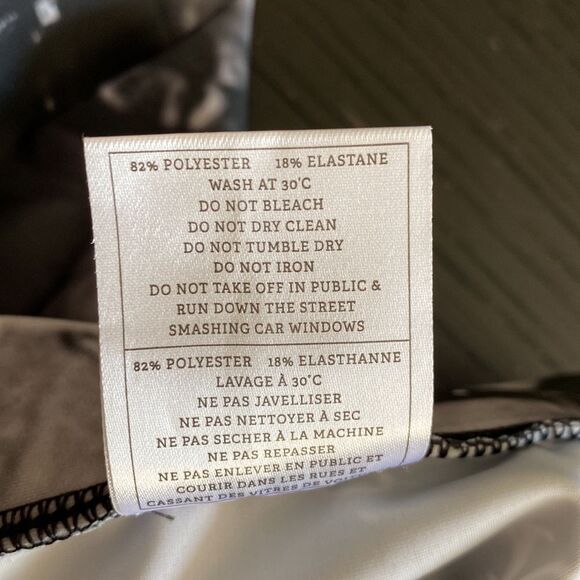 82% POLYESTER 18% ELASTANE
WASH AT 30°C
DO NOT BLEACH
DO NOT DRY CLEAN
DO NOT TUMBLE DRY
DO NOT IRON
DO NOT TAKE OFF IN PUBLIC &
RUN DOWN THE STREET
SMASHING CAR WINDOWS
82% POLYESTER 18% ELASTHANNE
LAVAGE À 30°C
NE PAS JAVELLISER
NE PAS NETTOYER À SEC
NE PAS SECHER À LA MACHINE
NE PAS REPASSER
NE PAS ENLEVER EN PUBLIC ET
COURIR DANS LES RUES ET
CASSANT DES VITRES DE